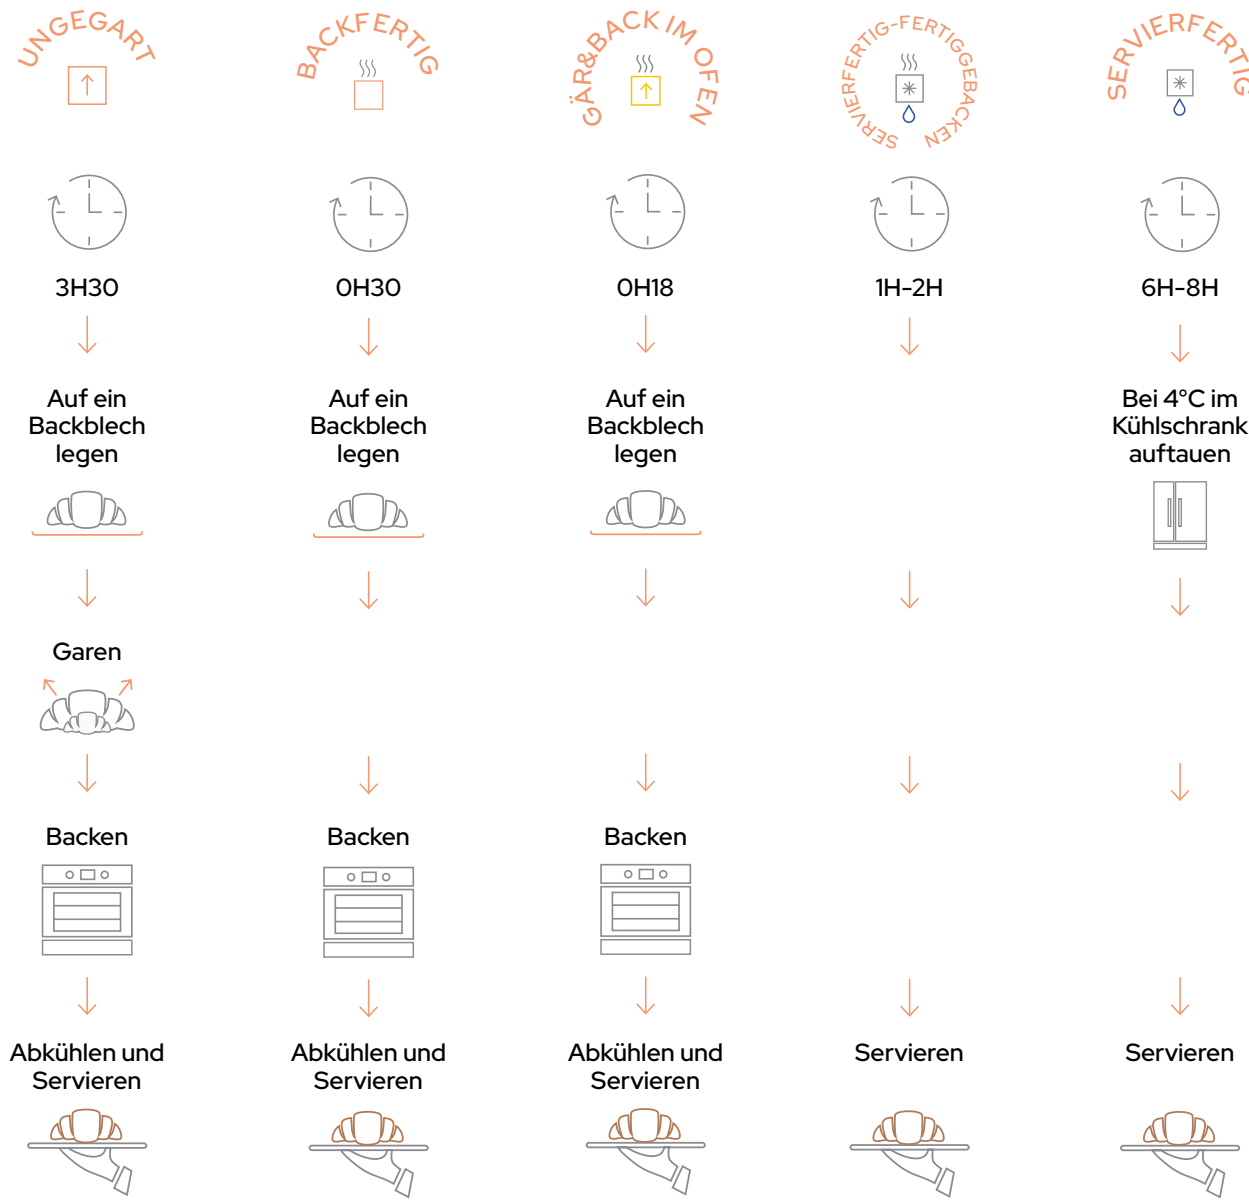 UNGEGART
BACKFERTIG
GÄR&BACK IM OFEN
SERVIERFERTIG-FERTIGGEBACKEN
SERVIERFERTIG
3H30
0H30
0H18
1H-2H
6H-8H
Auf ein
Backblech
legen
Auf ein
Backblech
legen
Auf ein
Backblech
legen
Bei 4°C im
Kühlschrank
auftauen
Garen
Backen
Backen
Backen
Abkühlen und
Servieren
Abkühlen und
Servieren
Abkühlen und
Servieren
Servieren
Servieren